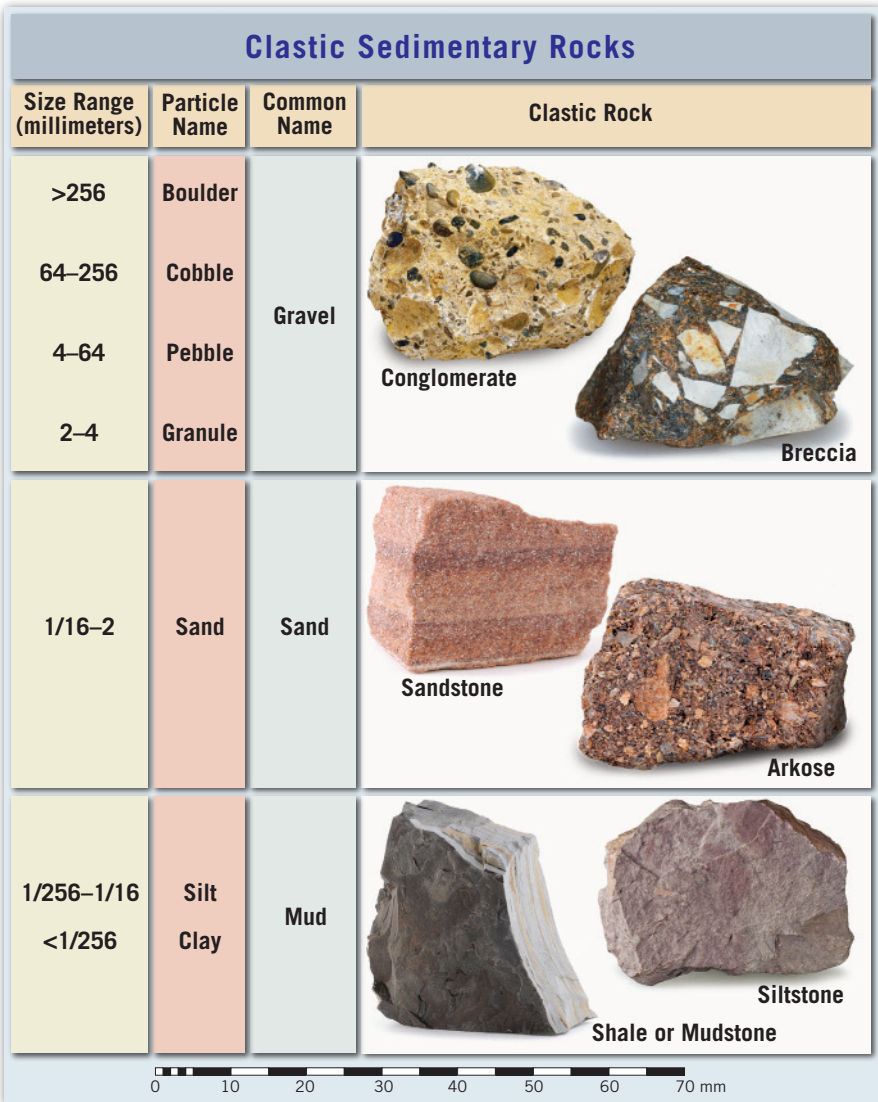 Clastic Sedimentary Rocks
Size Range
(millimeters)
Particle
Name
Common
Name
Clastic Rock
>256
Boulder
64–256
Cobble
4–64
Pebble
2–4
Granule
Gravel
Conglomerate
Breccia
1/16–2
Sand
Sand
Sandstone
Arkose
1/256–1/16
Silt
<1/256
Clay
Mud
Siltstone
Shale or Mudstone
0 10 20 30 40 50 60 70 mm